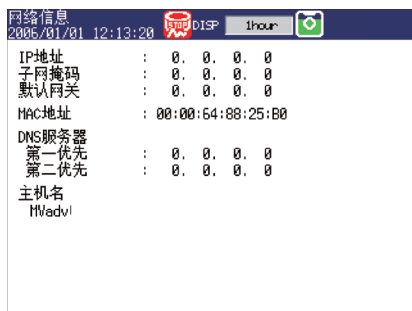 网络信息
2006/01/01 12:13:20 STOP DISP 1hour
IP地址 : 0. 0. 0. 0
子网掩码 : 0. 0. 0. 0
默认网关 : 0. 0. 0. 0
MAC地址 : 00:00:64:88:25:B0
DNS服务器
第一优先 : 0. 0. 0. 0
第二优先 : 0. 0. 0. 0
主机名